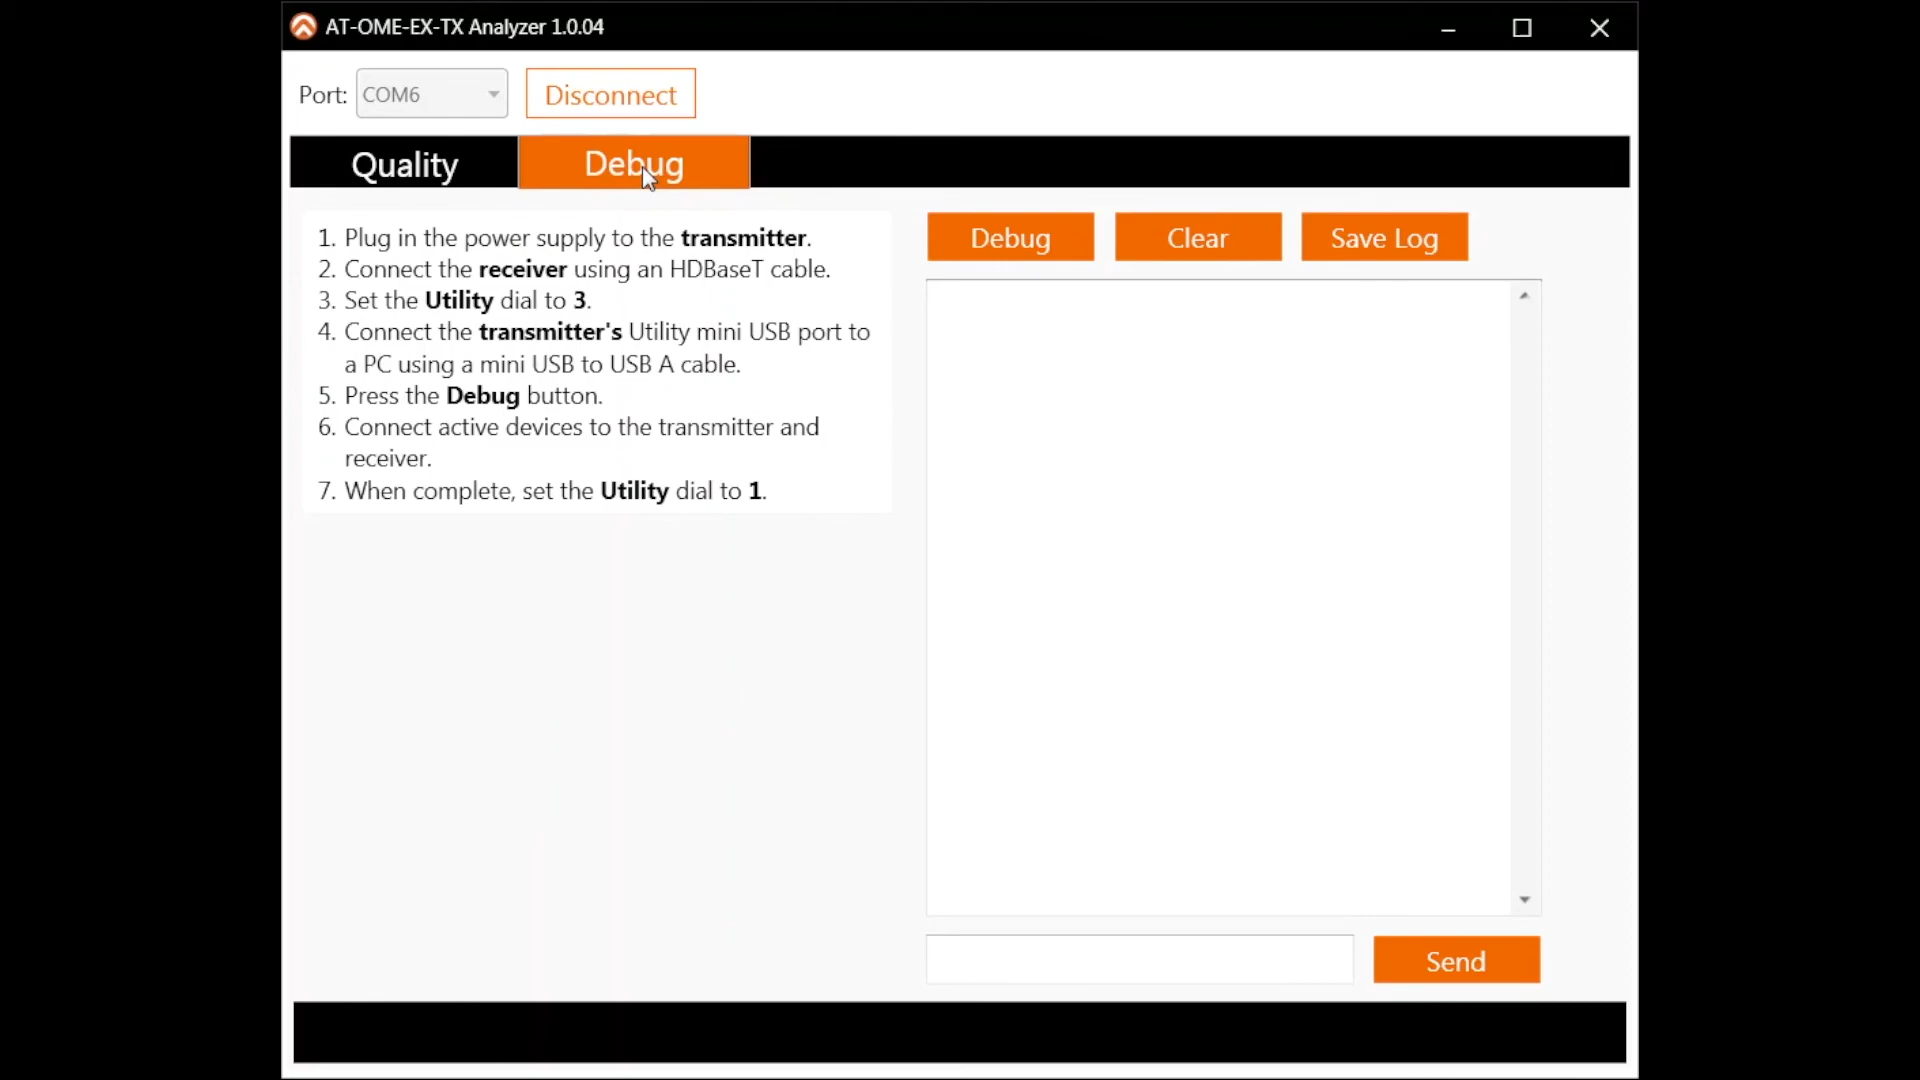 AT-OME-EX-TX Analyzer 1.0.04
Port: COM6 Disconnect
Quality Debug
1. Plug in the power supply to the transmitter.
2. Connect the receiver using an HDBaseT cable.
3. Set the Utility dial to 3.
4. Connect the transmitter's Utility mini USB port to
a PC using a mini USB to USB A cable.
5. Press the Debug button.
6. Connect active devices to the transmitter and
receiver.
7. When complete, set the Utility dial to 1.
Debug Clear Save Log
Send